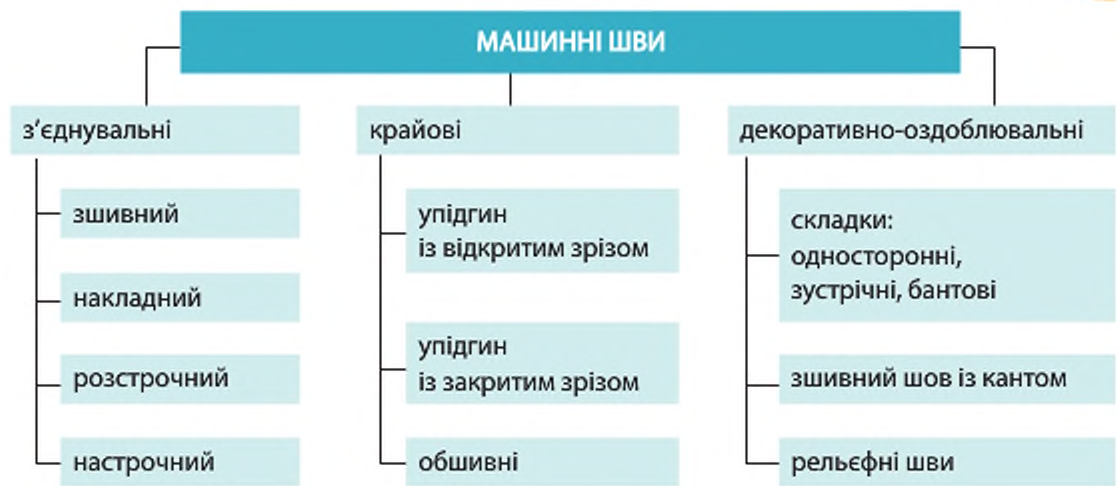 МАШИННІ ШВИ
з’єднувальні
зшивний
накладний
розстрочний
настрочний
крайові
упідгин
із відкритим зрізом
упідгин
із закритим зрізом
обшивні
декоративно-оздоблювальні
складки:
односторонні,
зустрічні, бантові
зшивний шов із кантом
рельєфні шви